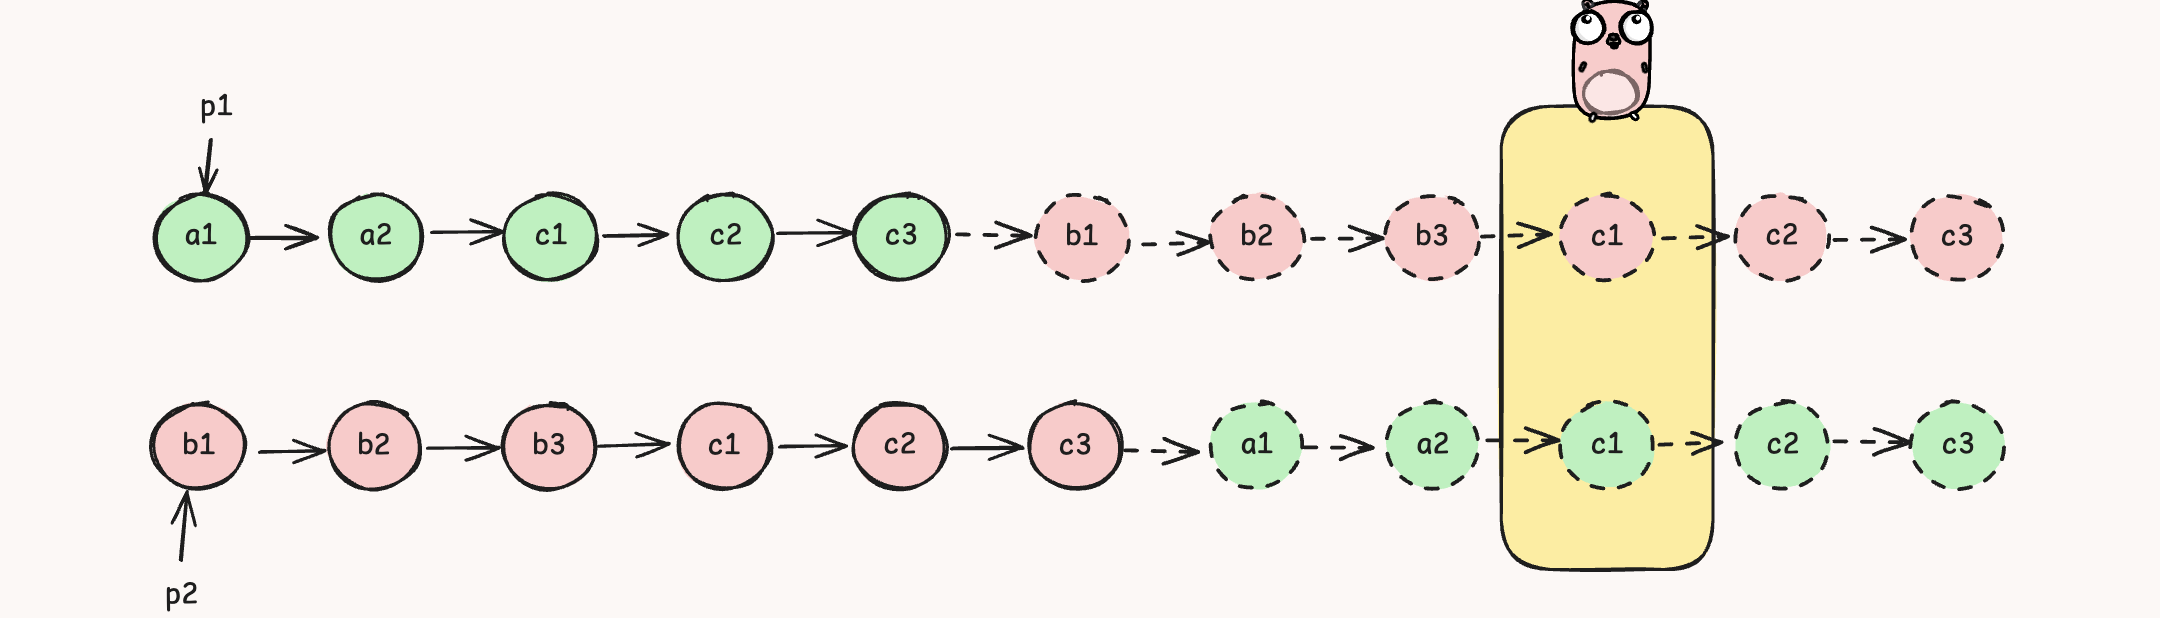 p1
a1 a2 c1 c2 c3 b1 b2 b3 c1 c2 c3
b1 b2 b3 c1 c2 c3 a1 a2 c1 c2 c3
p2